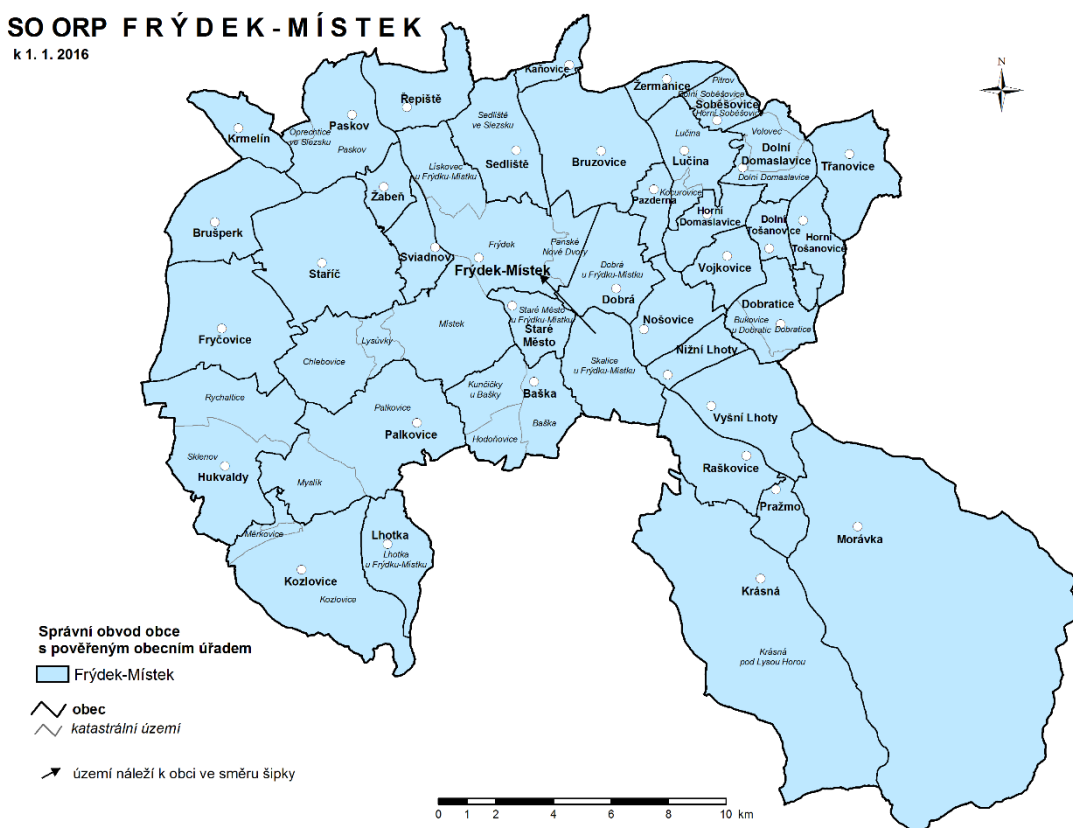 SO ORP FRÝDEK-MÍSTEK
k 1. 1. 2016
N
Kaňovice
Řepiště
Žermanice
Pitrov
Dolní Soběšovice
Soběšovice
Horní Soběšovice
Krmelín
Paskov
Oprechtice
ve Slezsku
Paskov
Sedliště
ve Slezsku
Sedliště
Bruzovice
Lučina
Lučina
Volovec
Dolní
Domaslavice
Dolní Domaslavice
Třanovice
Lískovec
u Frýdku-Místku
Žabeň
Pazderna
Kocurovice
Horní
Domaslavice
Dolní
Tošanovice
Horní
Tošanovice
Brušperk
Staříč
Sviadnov
Frýdek
Frýdek-Místek
Panské
Nové Dvory
Dobrá
u Frýdku-Místku
Dobrá
Vojkovice
Dobratice
Bukovice
u Dobratic
Dobratice
Fryčovice
Místek
Lysůvky
Chlebovice
Staré Město
u Frýdku-Místku
Staré
Město
Nošovice
Nižní Lhoty
Skalice
u Frýdku-Místku
Rychaltice
Palkovice
Palkovice
Kunčičky
u Bašky
Baška
Baška
Hodoňovice
Vyšní Lhoty
Sklenov
Hukvaldy
Myslík
Raškovice
Pražmo
Morávka
Měrkovice
Lhotka
Lhotka
u Frýdku-Místku
Kozlovice
Kozlovice
Krásná
Krásná
pod Lysou Horou
Správní obvod obce
s pověřeným obecním úřadem
Frýdek-Místek
obec
katastrální území
území náleží k obci ve směru šipky
0 1 2 4 6 8 10 km